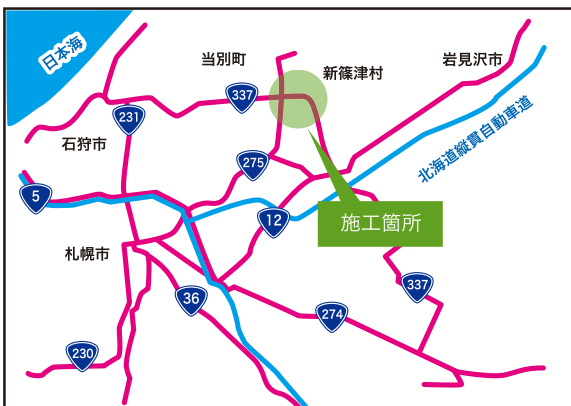 日本海
当別町
新篠津村
岩見沢市
337
231
石狩市
北海道縦貫自動車道
275
5
12
施工箇所
札幌市
337
36
274
230